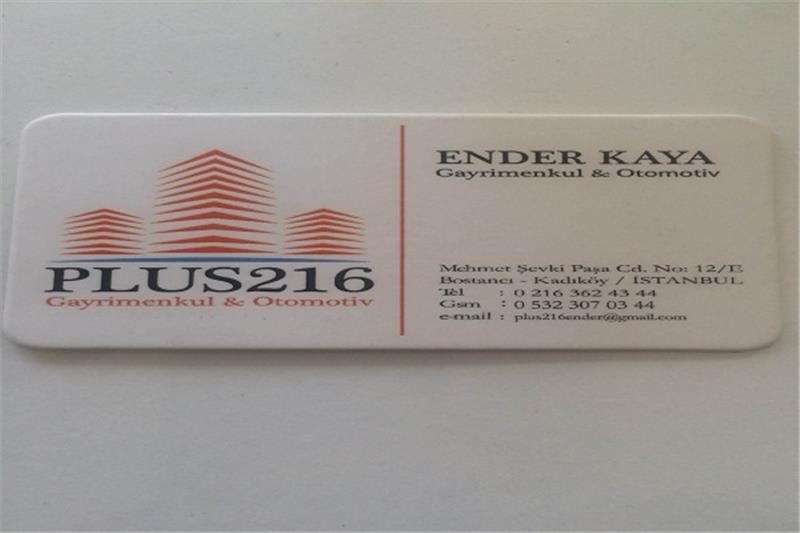 PLUS216
Gayrimenkul & Otomotiv
ENDER KAYA
Gayrimenkul & Otomotiv
Mehmet Şevki Paşa Cd. No: 12/E
Bostancı - Kadıköy / İSTANBUL
Tel : 0 216 362 43 44
Gsm : 0 532 307 03 44
e-mail : plus216ender@gmail.com